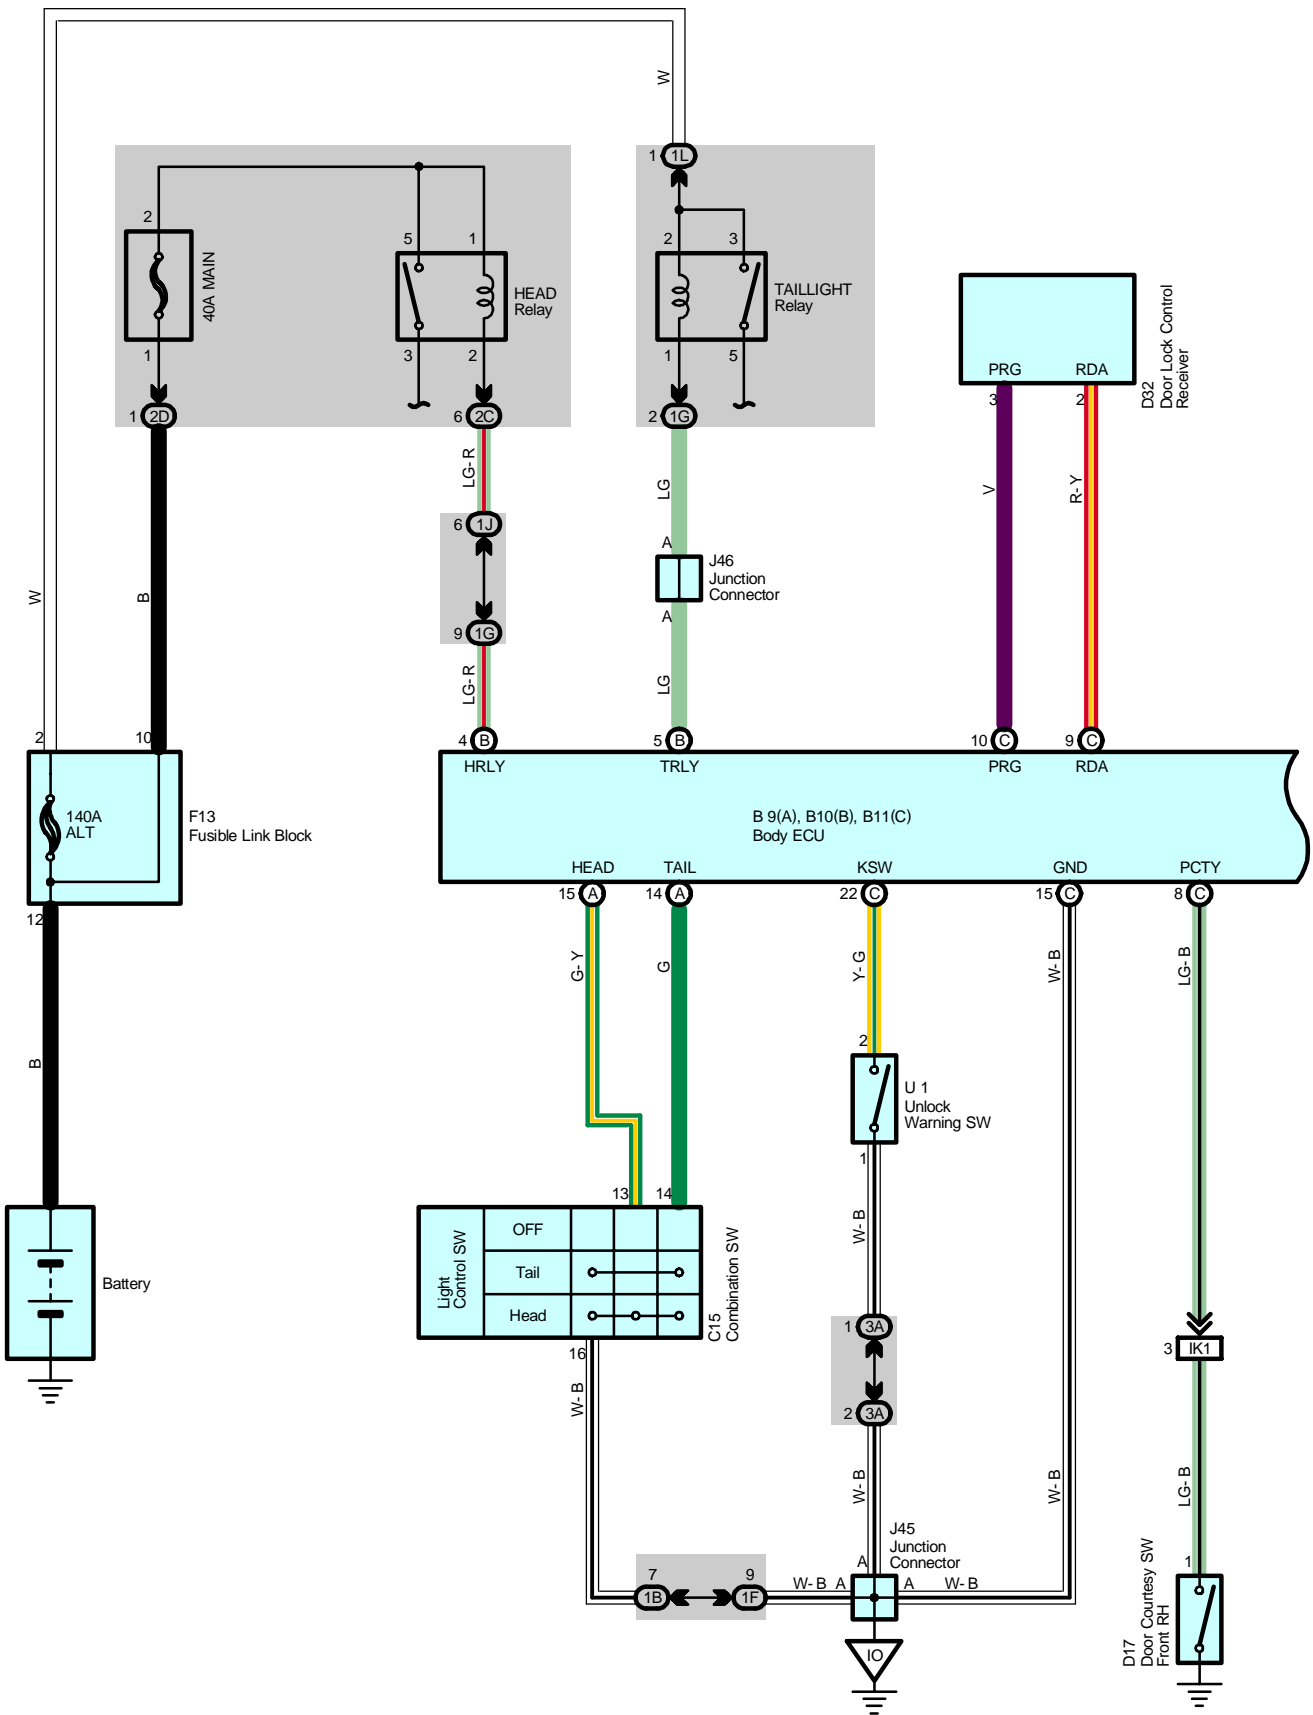 W
1 1L
2
5 1
2 3
40A MAIN
HEAD
Relay
TAILLIGHT
Relay
1
3 2
1 5
PRG RDA
D32
Door Lock Control
Receiver
3 2
1 2D
6 2C
2 1G
LG- R
LG
V
R- Y
6 1J
A
J46
Junction
Connector
A
W
B
9 1G
LG- R
LG
2 10
4 B
5 B
10 C
9 C
HRLY TRLY PRG RDA
140A
ALT
F13
Fusible Link Block
B 9(A), B10(B), B11(C)
Body ECU
HEAD TAIL KSW GND PCTY
15 A
14 A
22 C
15 C
8 C
12
G- Y
G
Y- G
W- B
LG- B
B
2
U 1
Unlock
Warning SW
1
13 14
Light
Control SW
OFF
Tail
Head
C15
Combination SW
W- B
Battery
1 3A
3 IK1
16
W- B
2 3A
W- B
W- B
LG- B
J45
Junction
Connector
A
7 9
1B 1F
W- B A
A W- B
1
D17
Door Courtesy SW
Front RH
IO